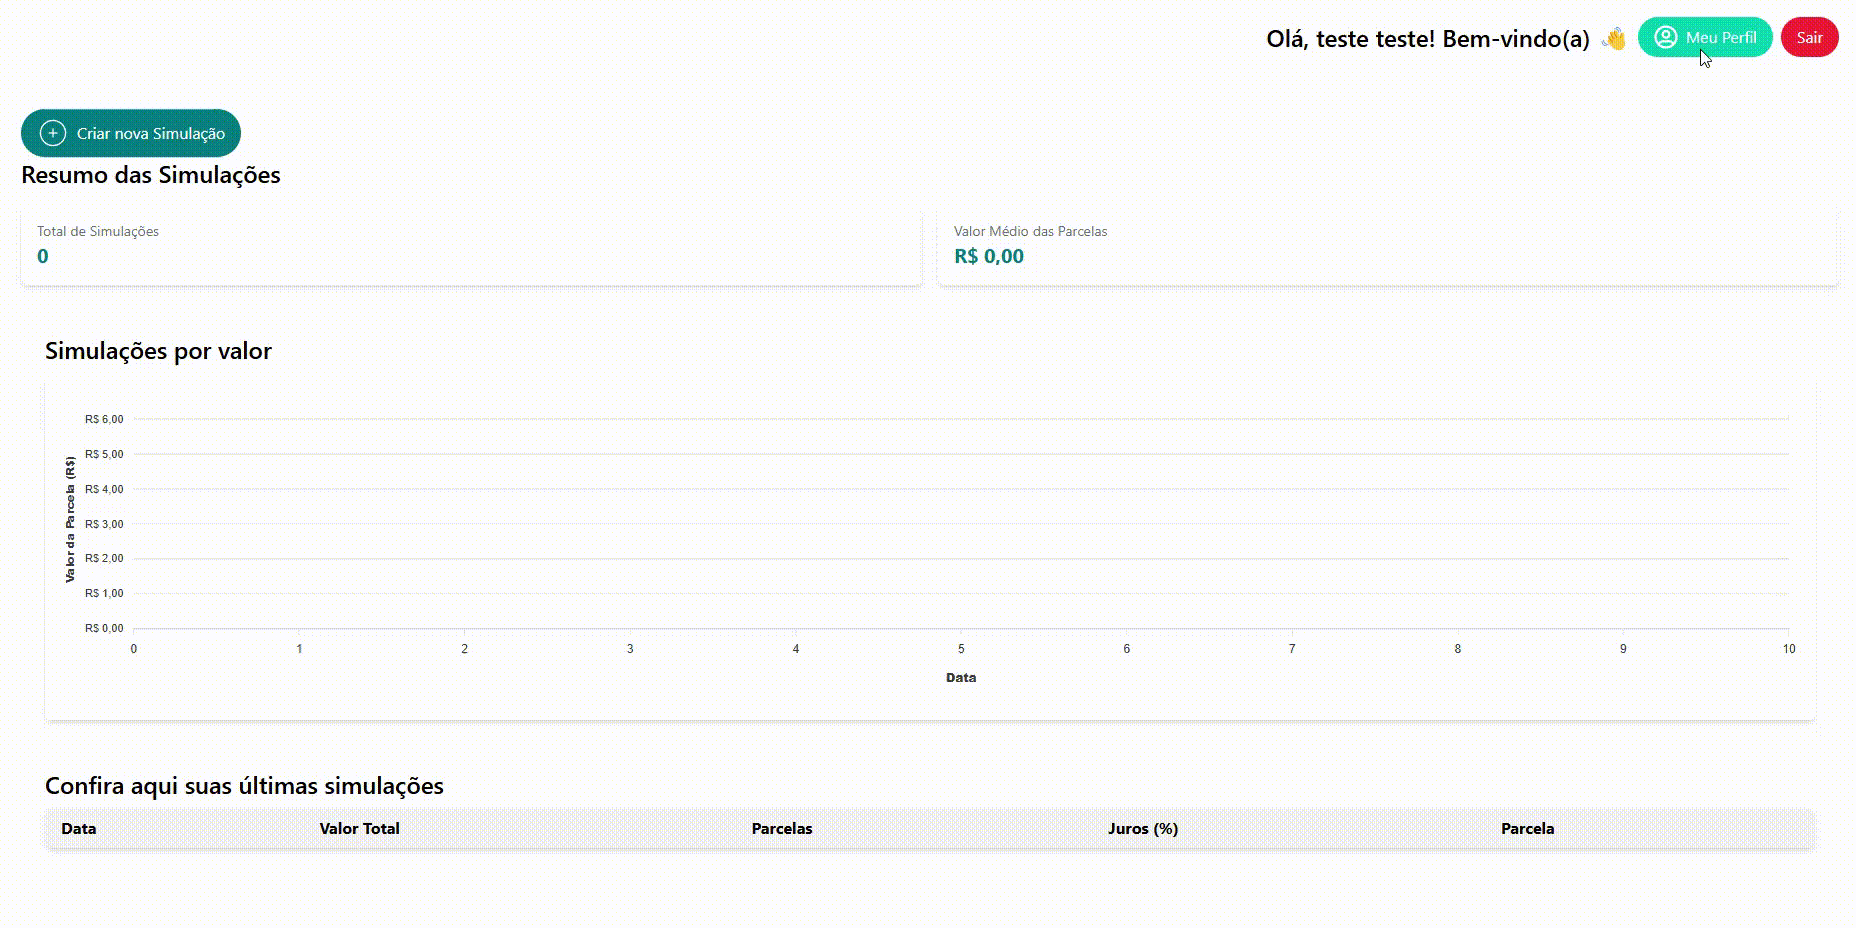 Olá, teste teste! Bem-vindo(a) 👋 Meu Perfil Sair
Criar nova Simulação
Resumo das Simulações
Total de Simulações
0
Valor Médio das Parcelas
R$ 0,00
Simulações por valor
Valor da Parcela (R$)
R$ 6,00
R$ 5,00
R$ 4,00
R$ 3,00
R$ 2,00
R$ 1,00
R$ 0,00
0 1 2 3 4 5 6 7 8 9 10
Data
Confira aqui suas últimas simulações
Data Valor Total Parcelas Juros (%) Parcela